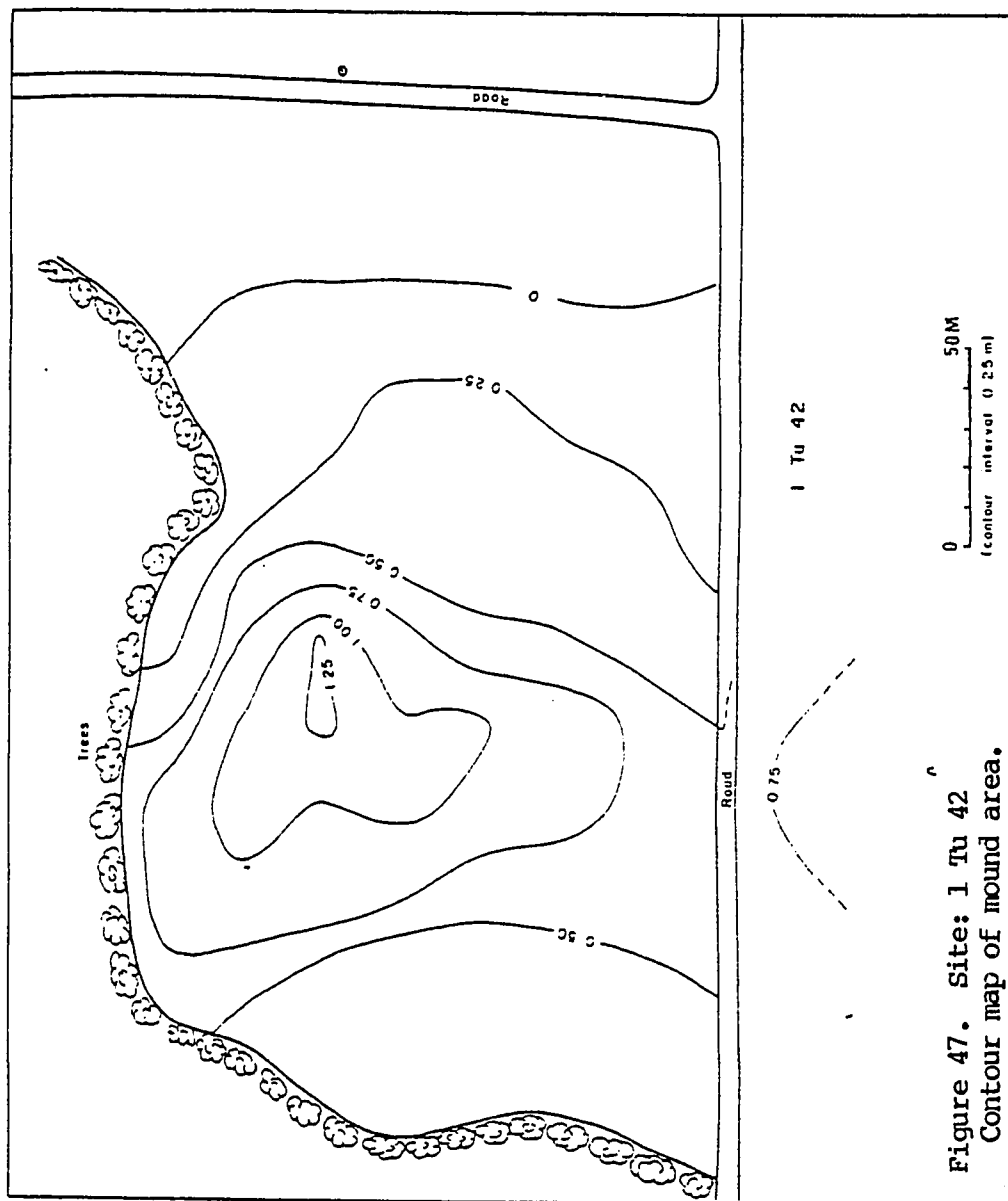 Road
G
0
0.25
0.50
0.75
1.00
1.25
Trees
0.50
Road
0.75
1 Tu 42
0 50M
(contour interval 0.25m)
Figure 47. Site: 1 Tu 42
Contour map of mound area.